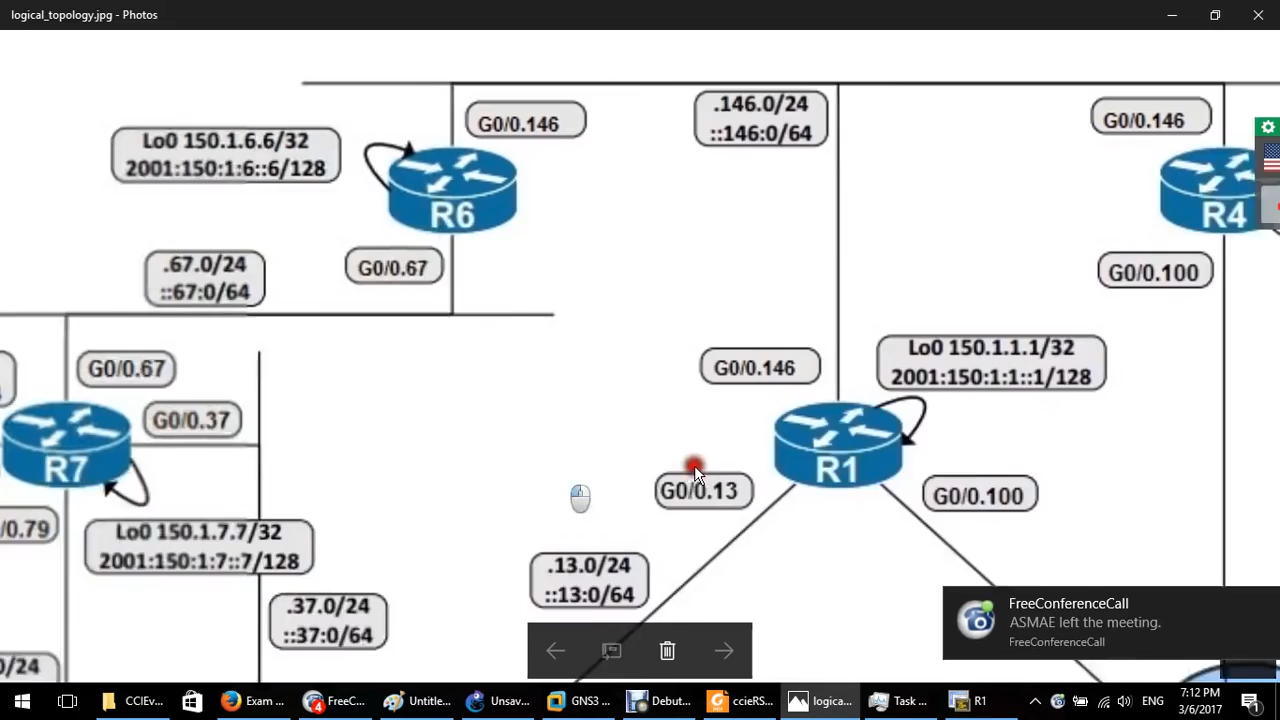 logical_topology.jpg - Photos
G0/0.146
.146.0/24
::146:0/64
G0/0.146
Lo0 150.1.6.6/32
2001:150:1:6::6/128
R6
R4
.67.0/24
::67:0/64
G0/0.67
G0/0.100
G0/0.67
G0/0.146
Lo0 150.1.1.1/32
2001:150:1:1::1/128
G0/0.37
R7
R1
G0/0.13
G0/0.100
/0.79
Lo0 150.1.7.7/32
2001:150:1:7::7/128
.13.0/24
::13:0/64
.37.0/24
::37:0/64
0/24
FreeConferenceCall
ASMAE left the meeting.
FreeConferenceCall
CCIEv...
Exam ...
4
FreeC...
Untitle...
Unsav...
GNS3 ...
Debut...
ccieRS...
logica...
Task ...
R1
ENG
7:12 PM
3/6/2017
1